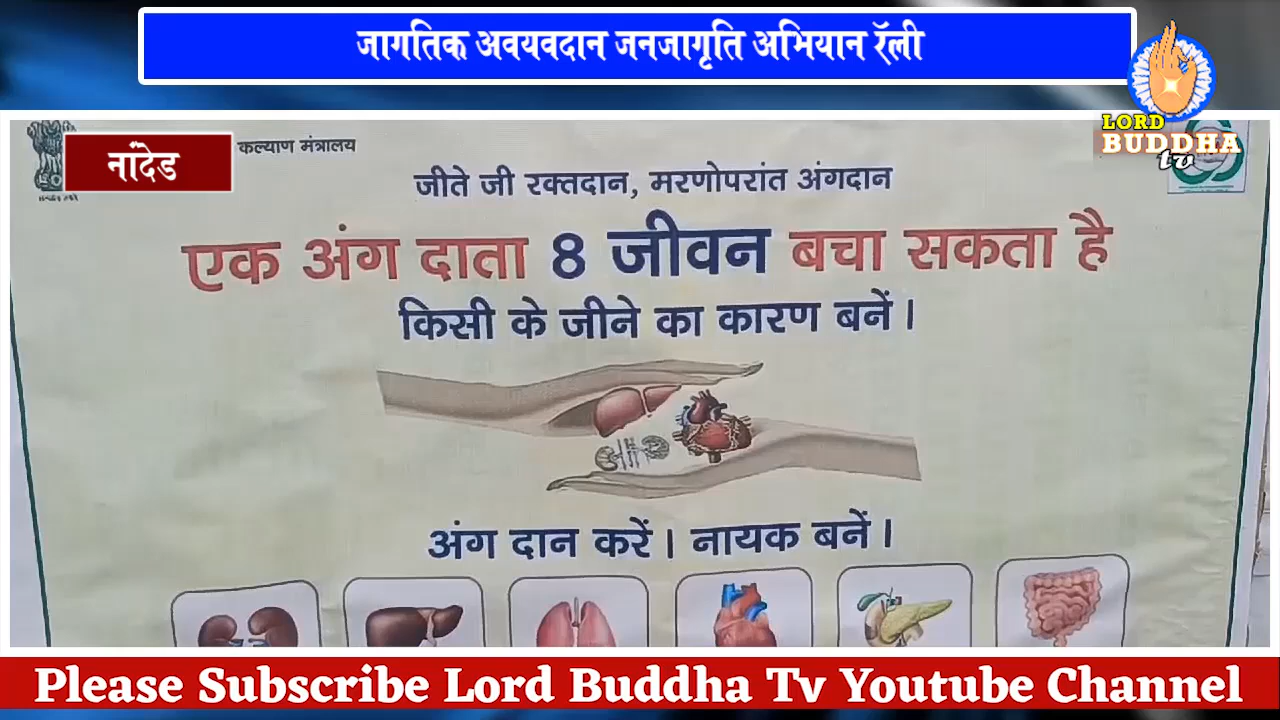 जागतिक अवयवदान जनजागृति अभियान रॅली
LORD
BUDDHA
tv
नांदेड
कल्याण मंत्रालय
जीते जी रक्तदान, मरणोपरांत अंगदान
एक अंग दाता 8 जीवन बचा सकता है
किसी के जीने का कारण बनें।
अंग दान करें। नायक बनें।
Please Subscribe Lord Buddha Tv Youtube Channel